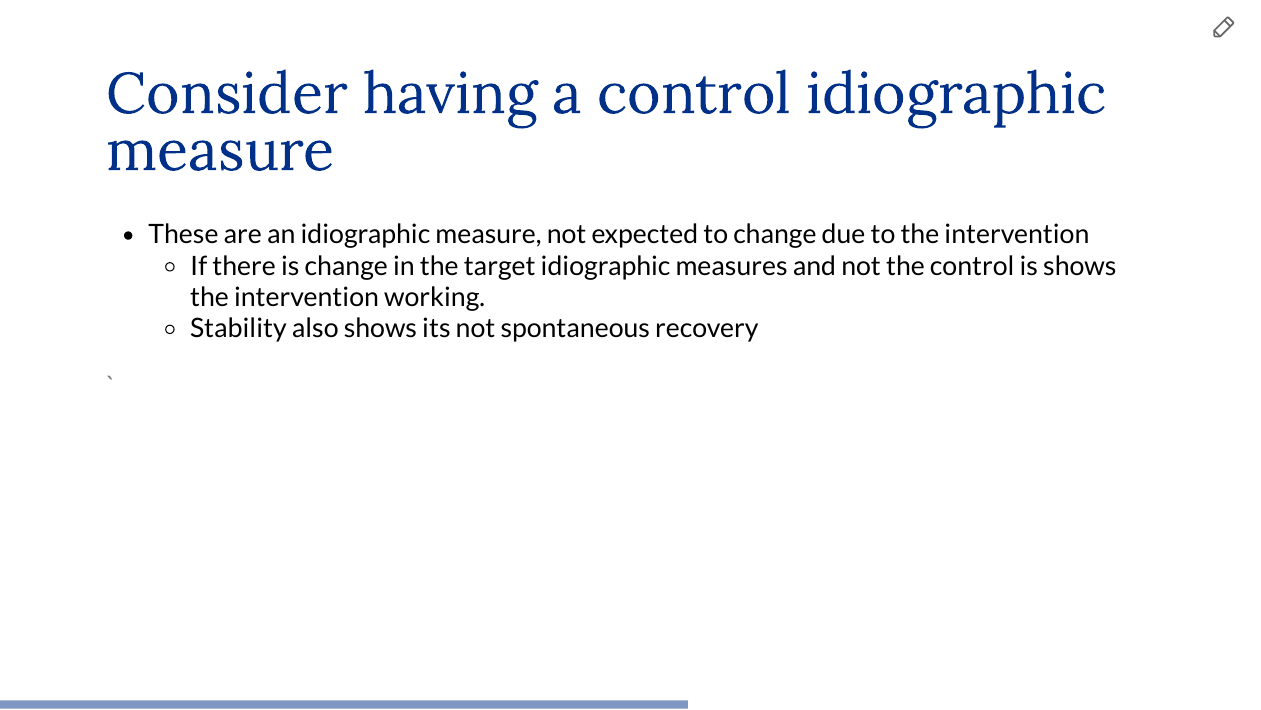 Consider having a control idiographic
measure
• These are an idiographic measure, not expected to change due to the intervention
○ If there is change in the target idiographic measures and not the control is shows
the intervention working.
○ Stability also shows its not spontaneous recovery
`